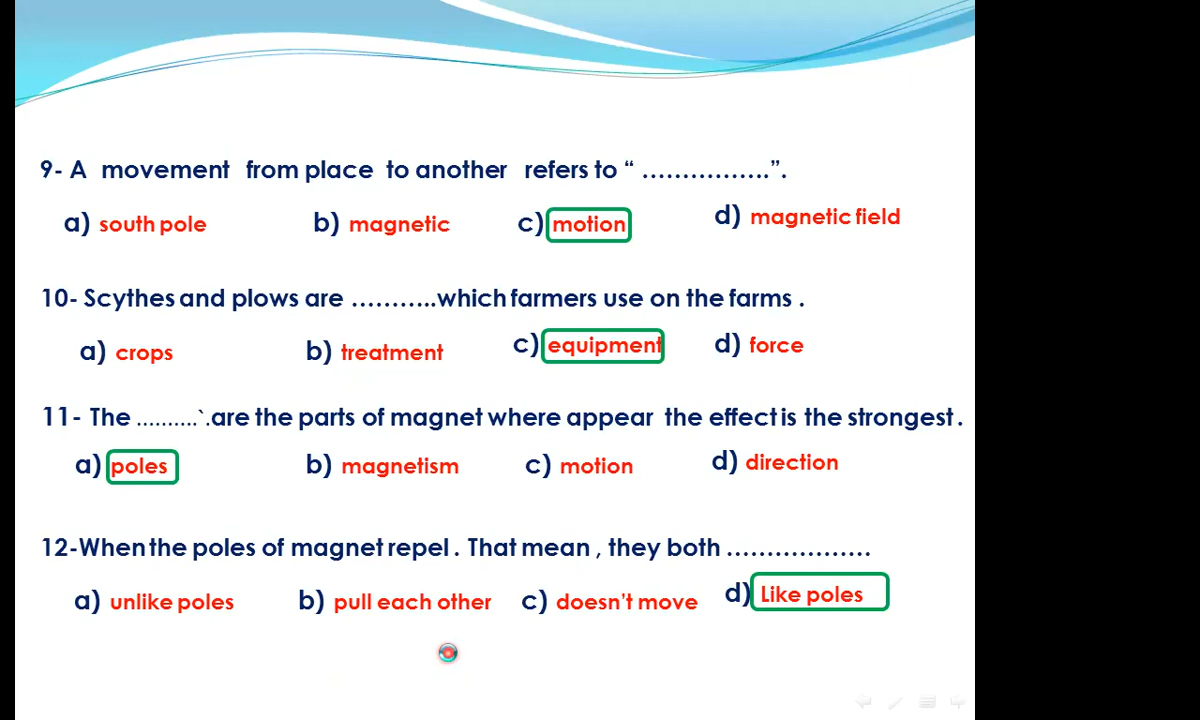 9- A movement from place to another refers to “ …………….”.
a) south pole b) magnetic c) motion d) magnetic field
10- Scythes and plows are ………..which farmers use on the farms .
a) crops b) treatment c) equipment d) force
11- The ..........`.are the parts of magnet where appear the effect is the strongest .
a) poles b) magnetism c) motion d) direction
12-When the poles of magnet repel . That mean , they both ………………
a) unlike poles b) pull each other c) doesn’t move d) Like poles